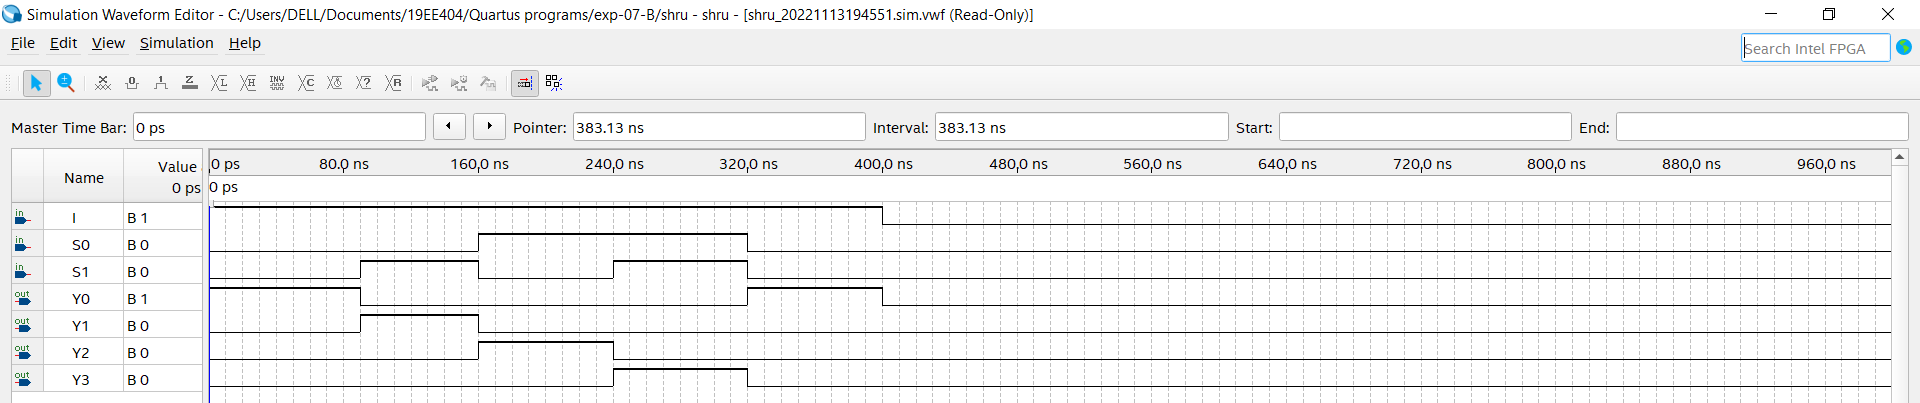 Simulation Waveform Editor - C:/Users/DELL/Documents/19EE404/Quartus programs/exp-07-B/shru - shru - [shru_20221113194551.sim.vwf (Read-Only)]
File Edit View Simulation Help
Search Intel FPGA
Master Time Bar: 0 ps Pointer: 383.13 ns Interval: 383.13 ns Start: End:
Name Value 0 ps
0 ps 80.0 ns 160.0 ns 240.0 ns 320.0 ns 400.0 ns 480.0 ns 560.0 ns 640.0 ns 720.0 ns 800.0 ns 880.0 ns 960.0 ns
0 ps
in I B 1
in S0 B 0
in S1 B 0
out Y0 B 1
out Y1 B 0
out Y2 B 0
out Y3 B 0